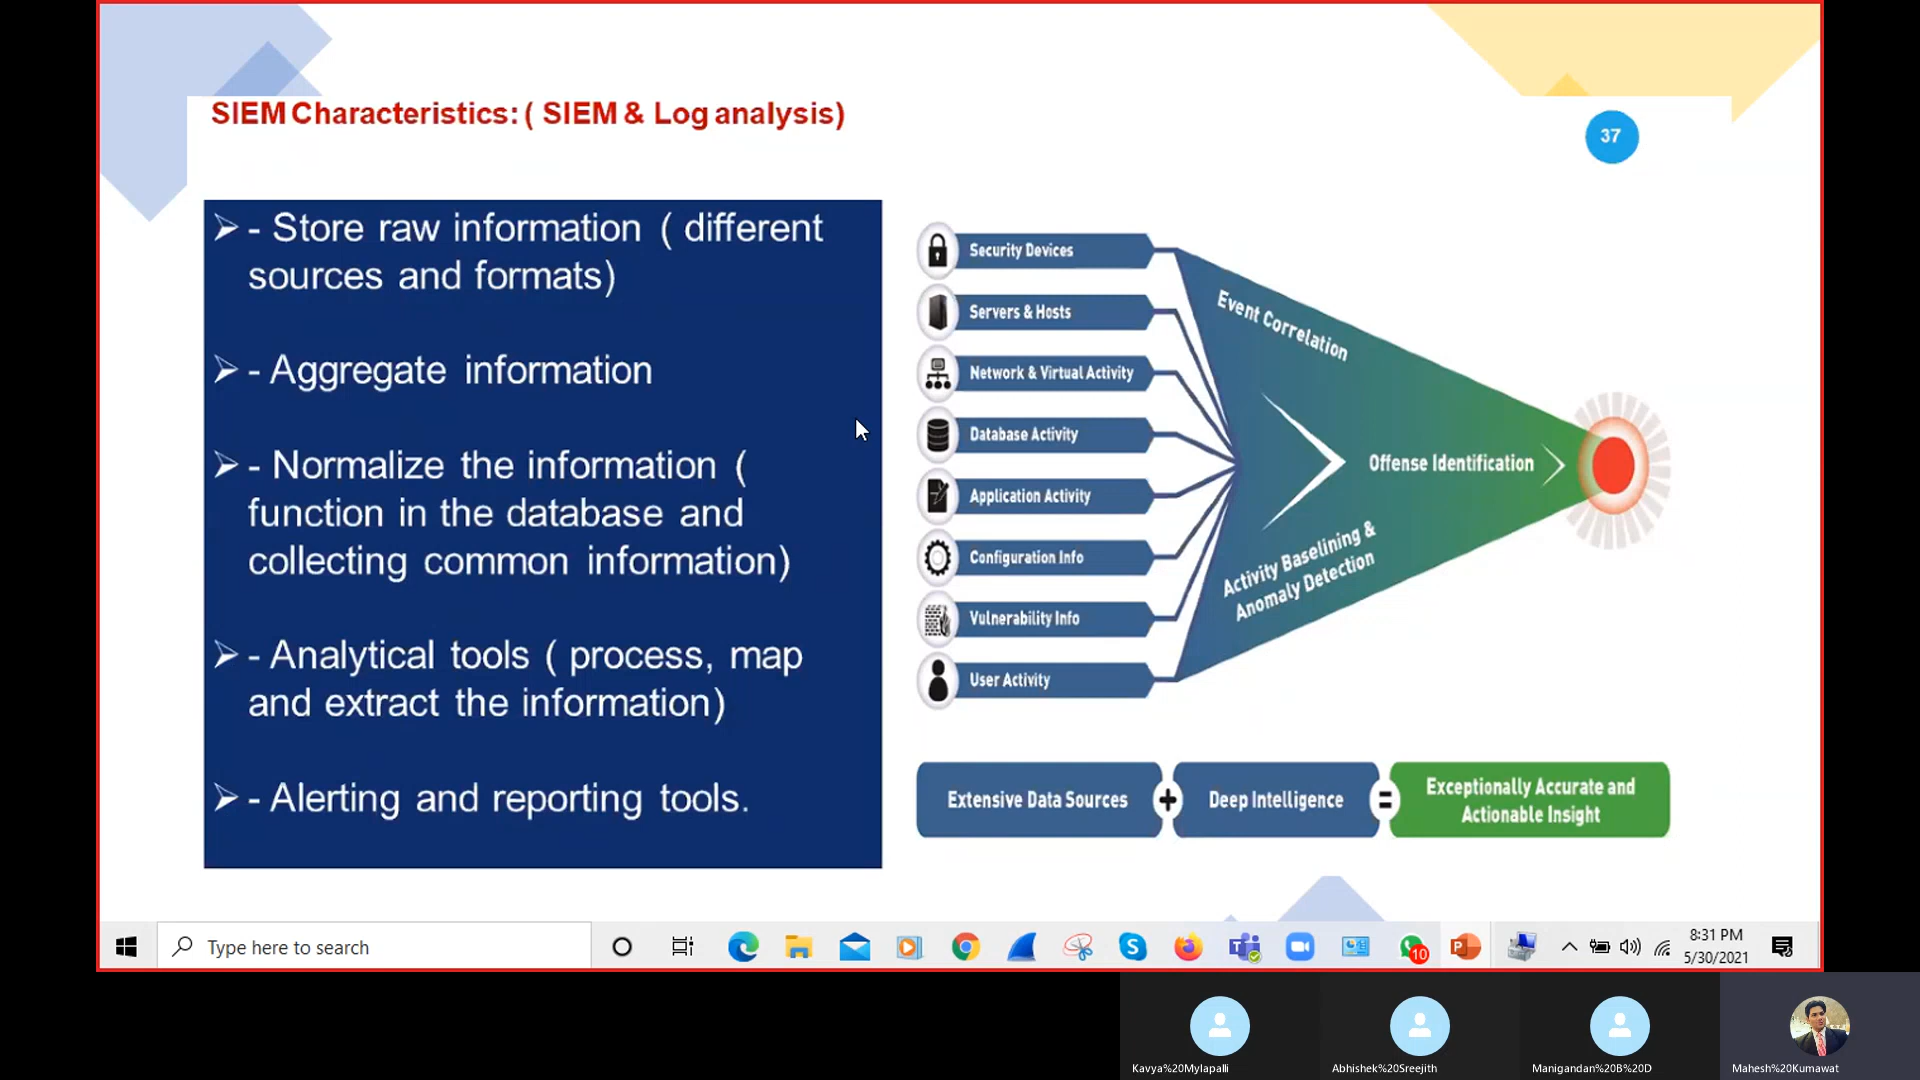 SIEM Characteristics: ( SIEM & Log analysis)
37
- Store raw information ( different
sources and formats)
- Aggregate information
- Normalize the information (
function in the database and
collecting common information)
- Analytical tools ( process, map
and extract the information)
- Alerting and reporting tools.
Security Devices
Servers & Hosts
Network & Virtual Activity
Database Activity
Application Activity
Configuration Info
Vulnerability Info
User Activity
Event Correlation
Offense Identification
Activity Baselining &
Anomaly Detection
Extensive Data Sources
+
Deep Intelligence
=
Exceptionally Accurate and
Actionable Insight
Type here to search
10
8:31 PM
5/30/2021
Kavya%20Mylapalli
Abhishek%20Sreejith
Manigandan%20B%20D
Mahesh%20Kumawat